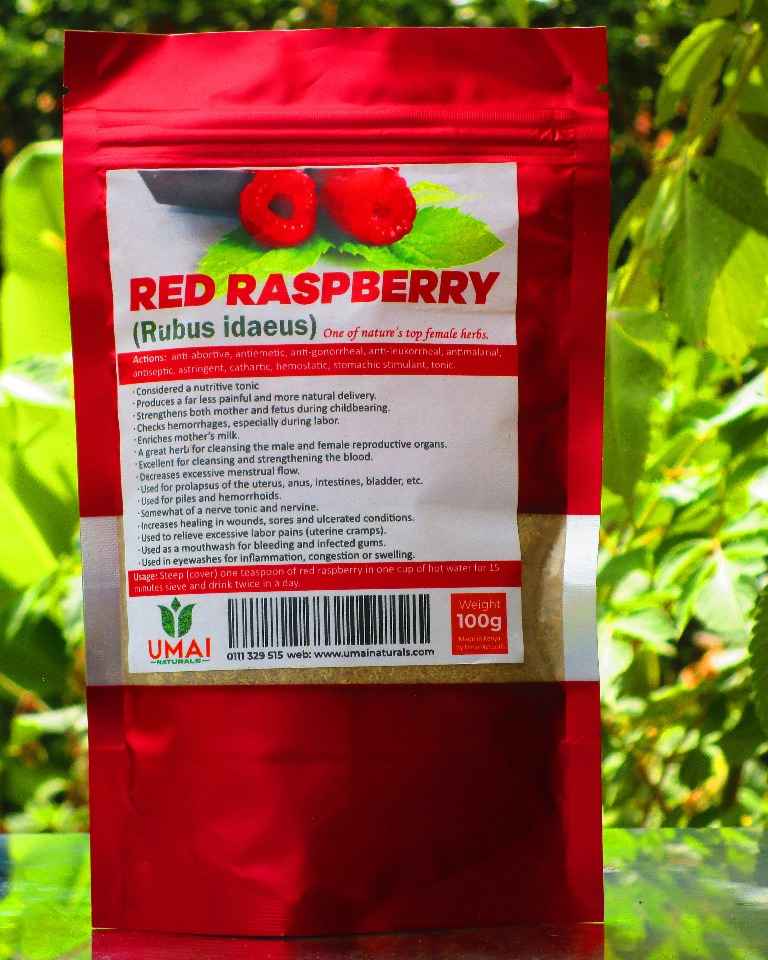 RED RASPBERRY
(Rubus idaeus) One of nature's top female herbs.
Actions: anti-abortive, antiemetic, anti-gonorrheal, anti-leukorrheal, antimalarial,
antiseptic, astringent, cathartic, hemostatic, stomachic stimulant, tonic.
· Considered a nutritive tonic
· Produces a far less painful and more natural delivery.
· Strengthens both mother and fetus during childbearing.
· Checks hemorrhages, especially during labor.
· Enriches mother's milk.
· A great herb for cleansing the male and female reproductive organs.
· Excellent for cleansing and strengthening the blood.
· Decreases excessive menstrual flow.
· Used for prolapsus of the uterus, anus, intestines, bladder, etc.
· Used for piles and hemorrhoids.
· Somewhat of a nerve tonic and nervine.
· Increases healing in wounds, sores and ulcerated conditions.
· Used to relieve excessive labor pains (uterine cramps).
· Used as a mouthwash for bleeding and infected gums.
· Used in eyewashes for inflammation, congestion or swelling.
Usage: Steep (cover) one teaspoon of red raspberry in one cup of hot water for 15
minutes sieve and drink twice in a day.
UMAI
NATURALS
0111 329 515 web: www.umainaturals.com
Weight
100g
Made in Kenya
by Umai Naturals